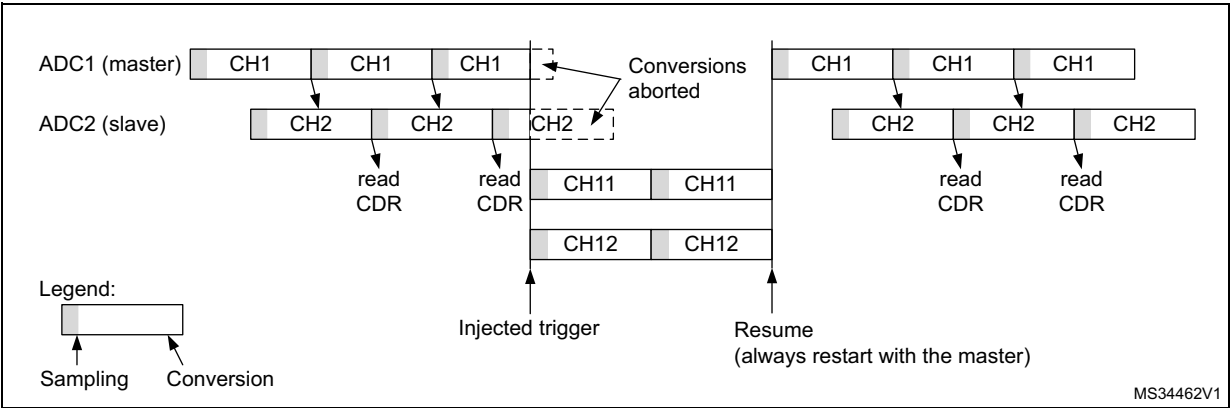 ADC1 (master)
CH1
CH1
CH1
Conversions
aborted
CH1
CH1
CH1
ADC2 (slave)
CH2
CH2
CH2
CH2
CH2
CH2
read
CDR
read
CDR
read
CDR
read
CDR
CH11
CH11
CH12
CH12
Legend:
Sampling
Conversion
Injected trigger
Resume
(always restart with the master)
MS34462V1